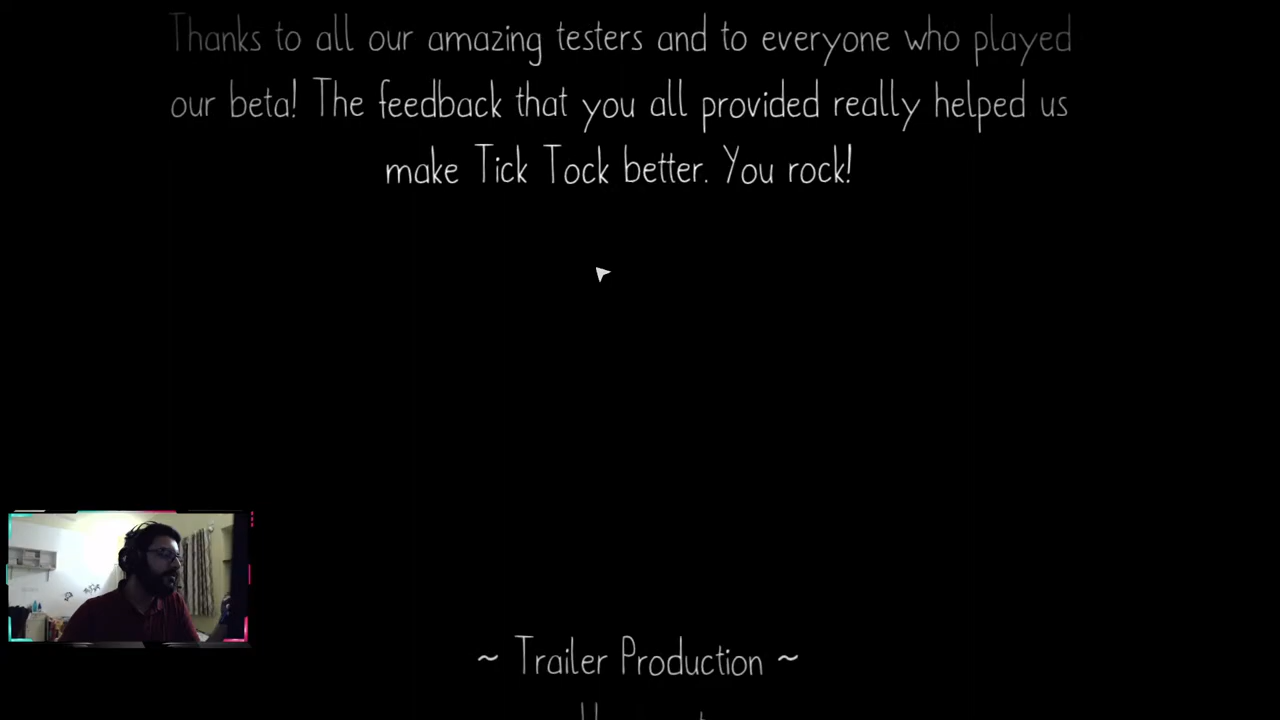 Thanks to all our amazing testers and to everyone who played
our beta! The feedback that you all provided really helped us
make Tick Tock better. You rock!
~ Trailer Production ~